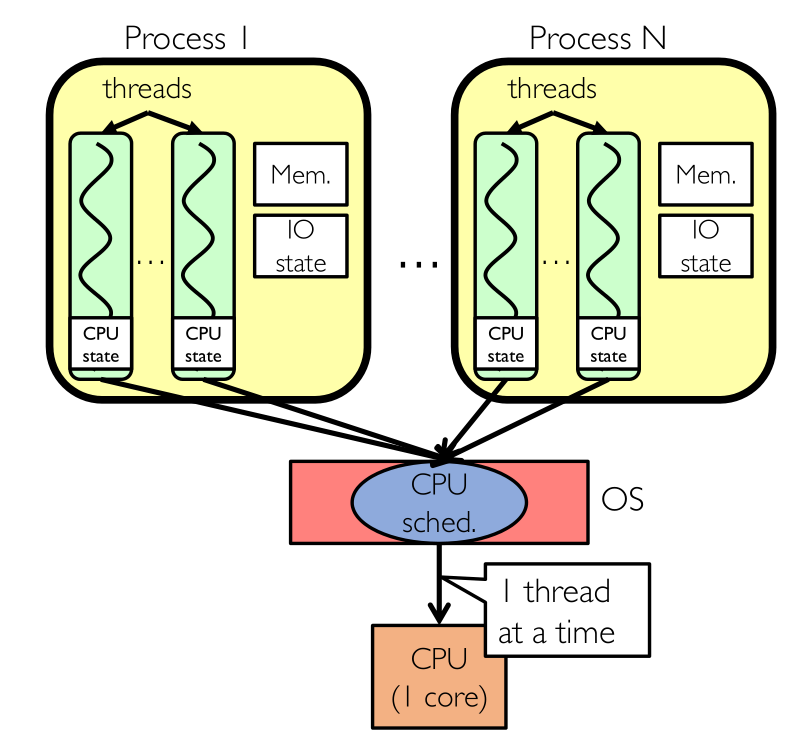 Process 1
Process N
threads
threads
Mem.
IO
state
...
CPU
state
CPU
state
...
Mem.
IO
state
...
CPU
state
CPU
state
CPU
sched.
OS
1 thread
at a time
CPU
(1 core)